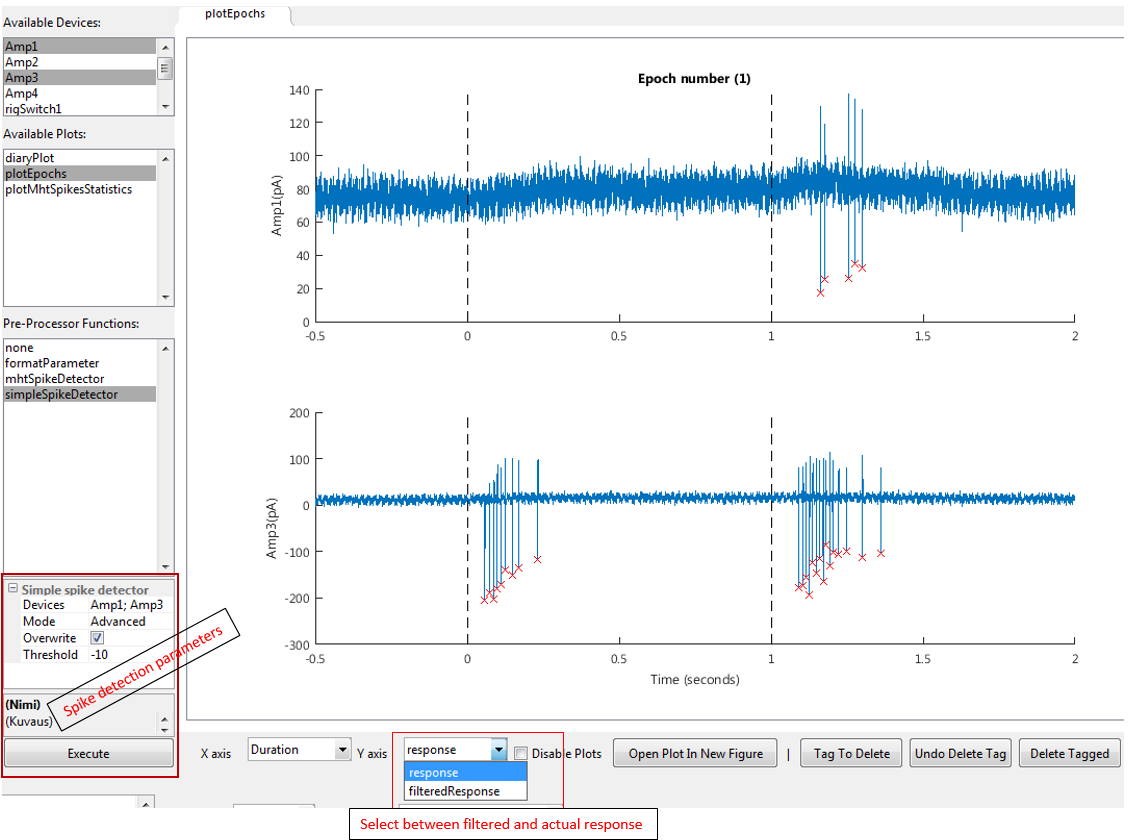 Available Devices:
Amp1
Amp2
Amp3
Amp4
rigSwitch1
Available Plots:
diaryPlot
plotEpochs
plotMhtSpikesStatistics
Pre-Processor Functions:
none
formatParameter
mhtSpikeDetector
simpleSpikeDetector
Simple spike detector
Devices Amp1; Amp3
Mode Advanced
Overwrite
Threshold -10
(Nimi)
(Kuvaus)
Execute
Spike detection parameters
plotEpochs
Epoch number (1)
Amp1(pA)
140
120
100
80
60
40
20
0
-0.5 0 0.5 1 1.5 2
Amp3(pA)
200
100
0
-100
-200
-300
-0.5 0 0.5 1 1.5 2
Time (seconds)
X axis Duration Y axis response Disable Plots Open Plot In New Figure | Tag To Delete Undo Delete Tag Delete Tagged
response
filteredResponse
Select between filtered and actual response